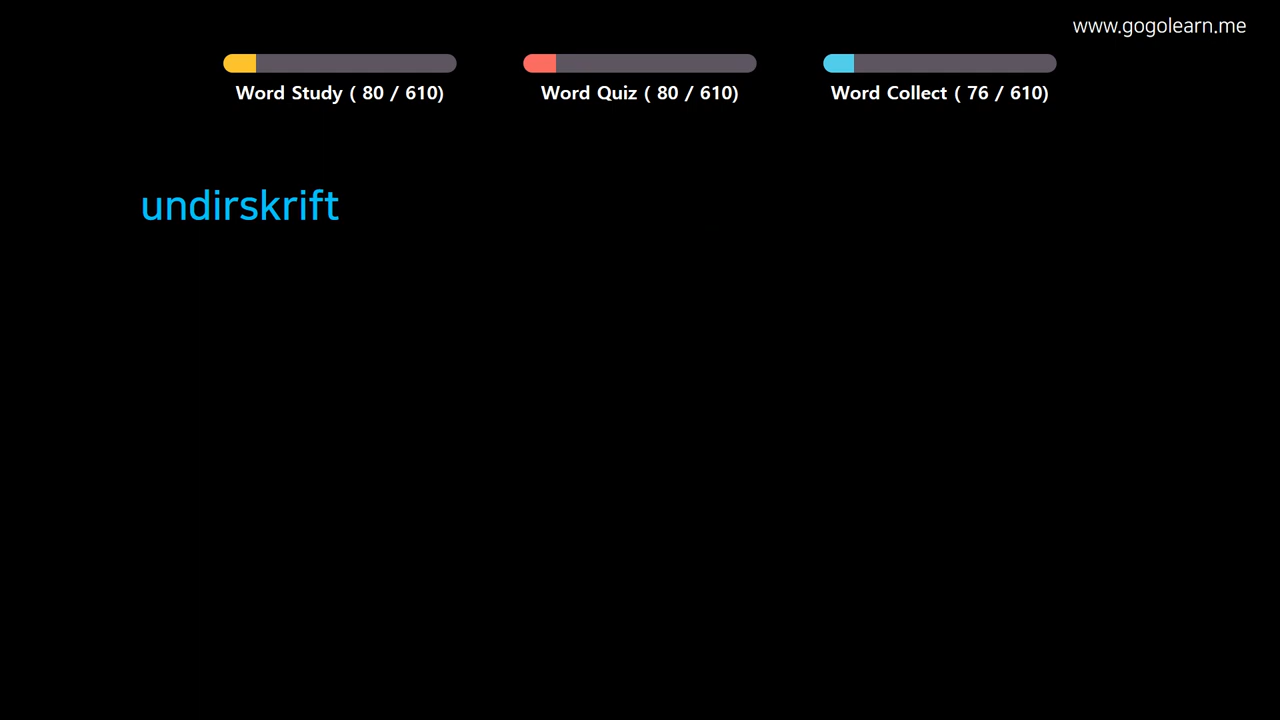 www.gogolearn.me
Word Study ( 80 / 610)
Word Quiz ( 80 / 610)
Word Collect ( 76 / 610)
undirskrift